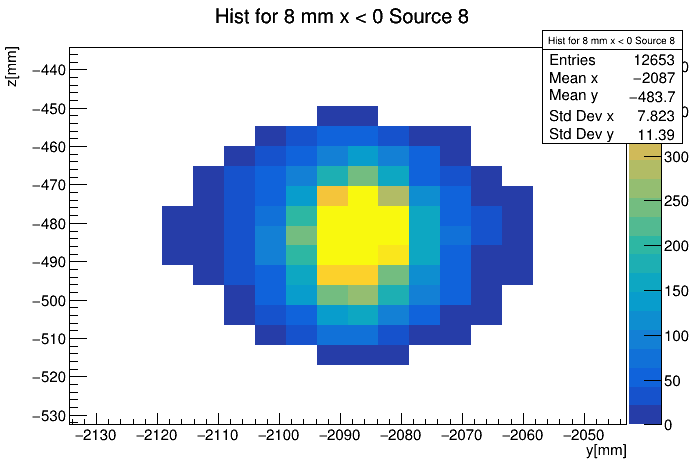 Hist for 8 mm x < 0 Source 8
z[mm]
Hist for 8 mm x < 0 Source 8
Entries 12653
Mean x −2087
Mean y −483.7
Std Dev x 7.823
Std Dev y 11.39
−440
−450
−460
−470
−480
−490
−500
−510
−520
−530
300
250
200
150
100
50
0
−2130 −2120 −2110 −2100 −2090 −2080 −2070 −2060 −2050
y[mm]